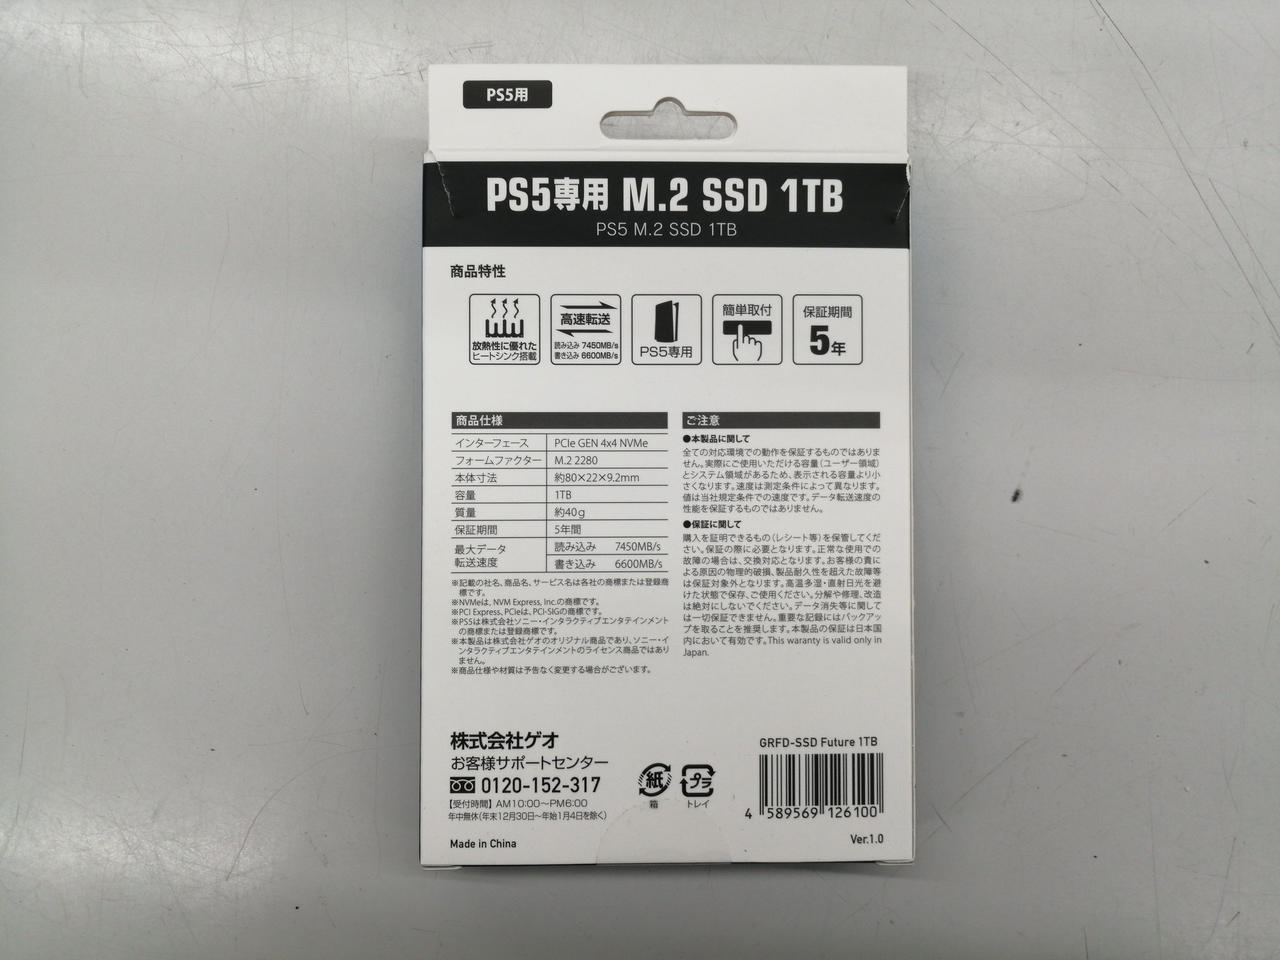 PS5用
PS5専用 M.2 SSD 1TB
PS5 M.2 SSD 1TB
商品特性
放熱性に優れた
ヒートシンク搭載
高速転送
読み込み 7450MB/s
書き込み 6600MB/s
PS5専用
簡単取付
保証期間
5年
商品仕様
インターフェース PCIe GEN 4x4 NVMe
フォームファクター M.2 2280
本体寸法 約80×22×9.2mm
容量 1TB
質量 約40g
保証期間 5年間
最大データ
転送速度
読み込み 7450MB/s
書き込み 6600MB/s
※記載の社名、商品名、サービス名は各社の商標または登録商
標です。
※NVMeは、NVM Express, Inc.の商標です。
※PCI Express、PCIeは、PCI-SIGの商標です。
※PS5は株式会社ソニー・インタラクティブエンタテインメント
の商標または登録商標です。
※本製品は株式会社ゲオのオリジナル商品であり、ソニー・イ
ンタラクティブエンタテインメントのライセンス商品ではあり
ません。
※商品仕様や材質は予告なく変更する場合がございます。
ご注意
●本製品に関して
全ての対応環境での動作を保証するものではありま
せん。実際にご使用いただける容量(ユーザー領域)
とシステム領域があるため、表示される容量より小
さくなります。速度は測定条件によって異なります。
値は当社規定条件での速度です。データ転送速度の
性能を保証するものではありません。
●保証に関して
購入を証明できるもの(レシート等)を保管してくだ
さい。保証の際に必要となります。正常な使用での
故障の場合は、交換対応となります。お客様の責に
よる原因の物理的破損、製品耐久性を超えた故障等
は保証対象外となります。高温多湿・直射日光を避
けた状態で保存、ご使用ください。分解や修理、改造
は絶対にしないでください。データ消失等に関して
は一切保証できません。重要な記録にはバックアッ
プを取ることを推奨します。本製品の保証は日本国
内において有効です。This waranty is valid only in
Japan.
株式会社ゲオ
お客様サポートセンター
0120-152-317
【受付時間】AM10:00〜PM6:00
年中無休(年末12月30日〜年始1月4日を除く)
Made in China
紙
箱
プラ
トレイ
GRFD-SSD Future 1TB
4 589569 126100
Ver.1.0